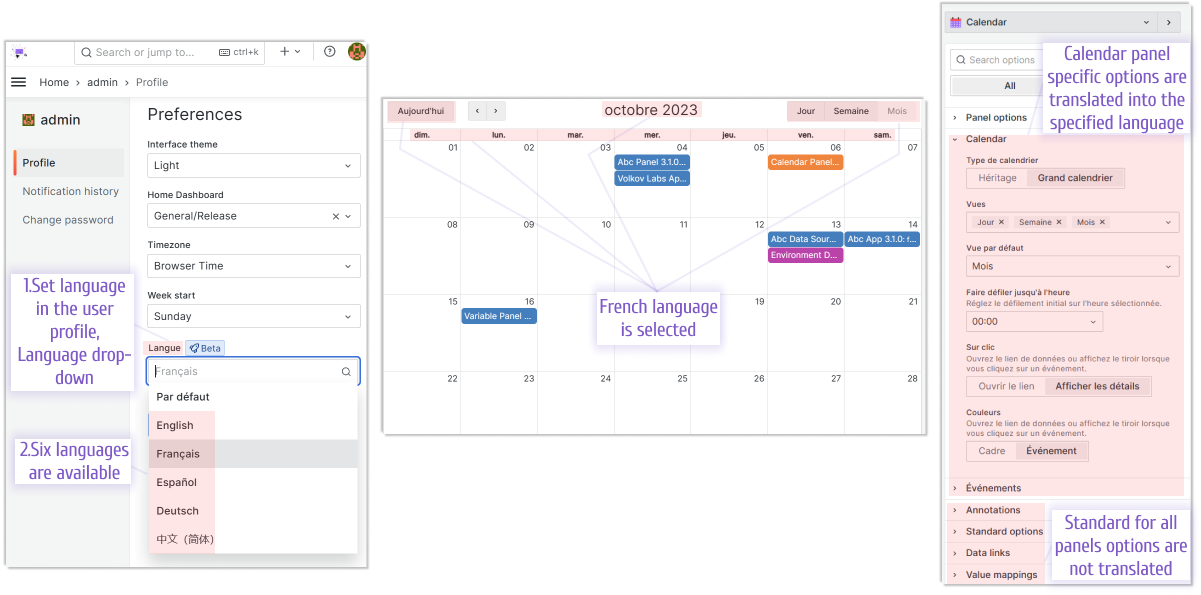 Search or jump to... ctrl+k
Home › admin › Profile
admin
Profile
Notification history
Change password
Preferences
Interface theme
Light
Home Dashboard
General/Release
Timezone
Browser Time
Week start
Sunday
Langue Beta
Français
Par défaut
English
Français
Español
Deutsch
中文（简体）
1.Set language
in the user
profile,
Language drop-
down
2.Six languages
are available
Aujourd'hui octobre 2023 Jour Semaine Mois
dim. lun. mar. mer. jeu. ven. sam.
01 02 03 04 05 06 07
Abc Panel 3.1.0... Calendar Pane...
Volkov Labs Ap...
08 09 10 11 12 13 14
Abc Data Sour... Abc App 3.1.0: r...
Environment D...
15 16 19 20 21
Variable Panel ...
22 23 24 25 26 27 28
French language
is selected
Calendar
Search options
All
Panel options
Calendar
Type de calendrier
Héritage Grand calendrier
Vues
Jour Semaine Mois
Vue par défaut
Mois
Faire défiler jusqu'à l'heure
Réglez le défilement initial sur l'heure sélectionnée.
00:00
Sur clic
Ouvrez le lien de données ou affichez le tiroir lorsque
vous cliquez sur un événement.
Ouvrir le lien Afficher les détails
Couleurs
Ouvrez le lien de données ou affichez le tiroir lorsque
vous cliquez sur un événement.
Cadre Événement
Événements
Annotations
Standard options
Data links
Value mappings
Calendar panel
specific options are
translated into the
specified language
Standard for all
panels options are
not translated